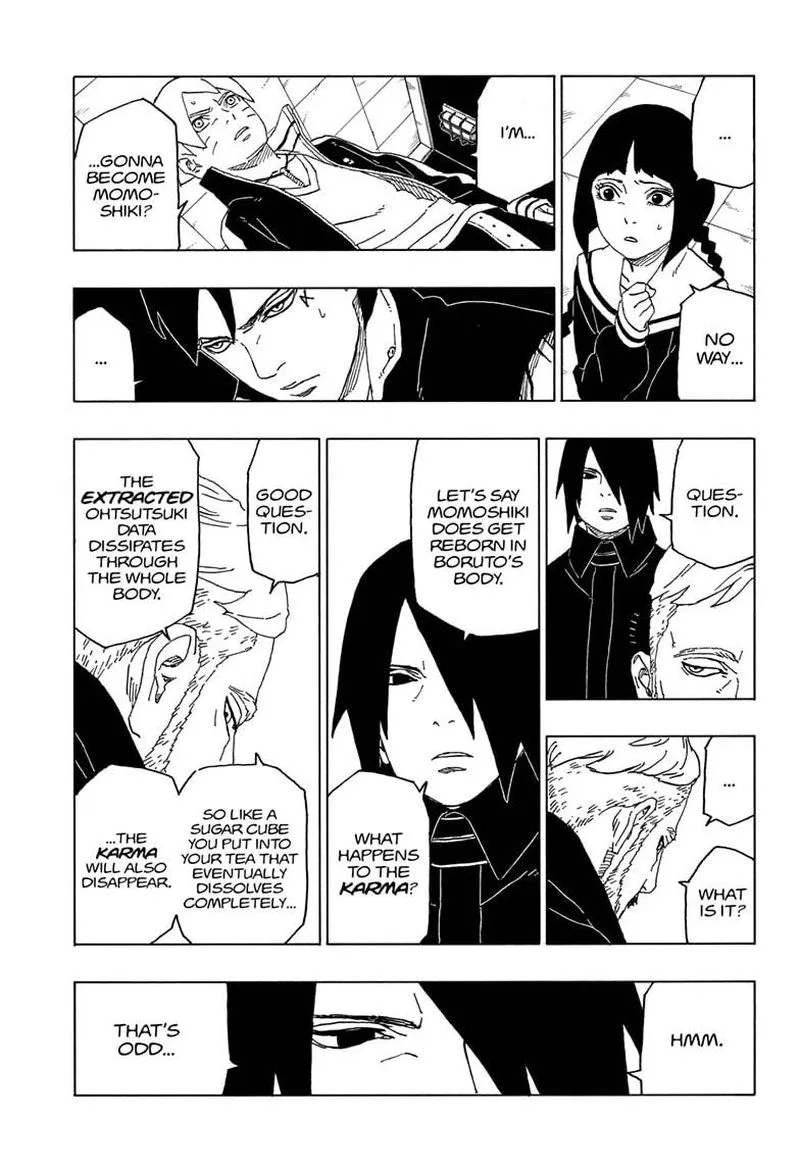 ...
NO
WAY...
I'M...
...GONNA
BECOME
MOMO-
SHIKI?
...
QUES-
TION.
...
WHAT
IS IT?
LET'S SAY
MOMOSHIKI
DOES GET
REBORN IN
BORUTO'S
BODY.
WHAT
HAPPENS
TO THE
KARMA?
GOOD
QUES-
TION.
THE
EXTRACTED
OHTSUTSUKI
DATA
DISSIPATES
THROUGH
THE WHOLE
BODY.
SO LIKE A
SUGAR CUBE
YOU PUT INTO
YOUR TEA THAT
EVENTUALLY
DISSOLVES
COMPLETELY...
...THE
KARMA
WILL ALSO
DISAPPEAR.
HMM.
THAT'S
ODD...